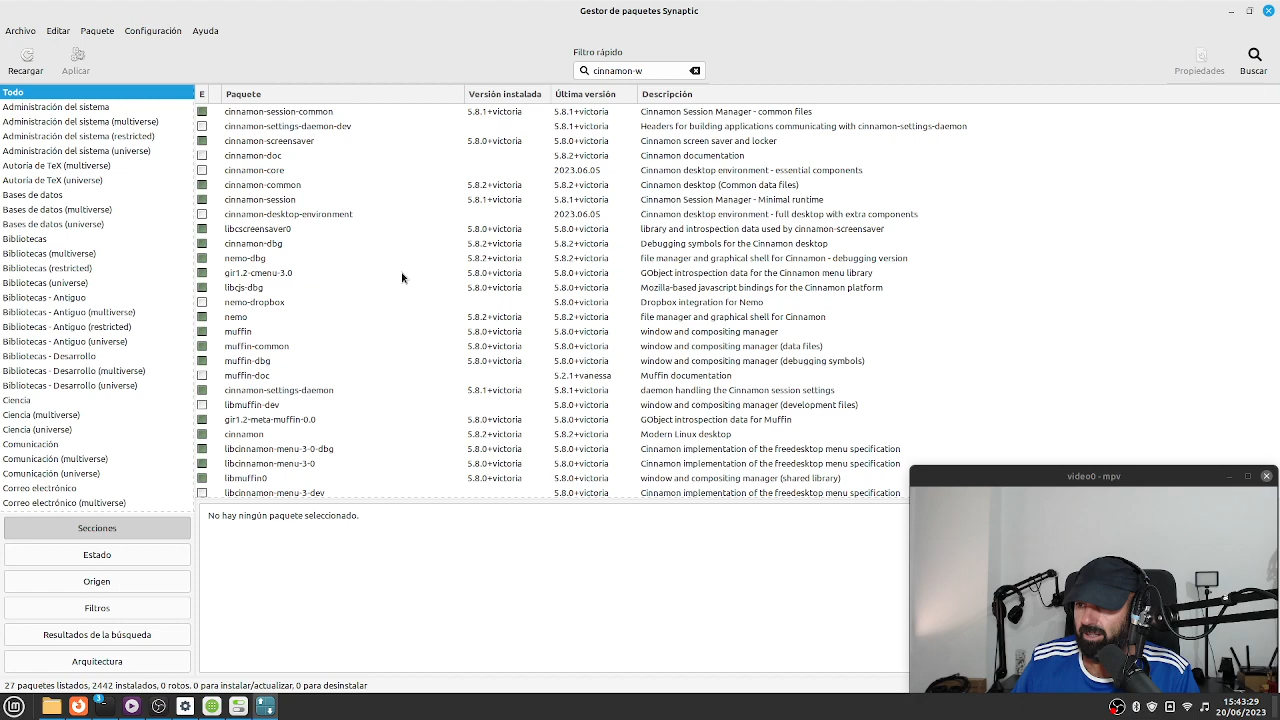 Gestor de paquetes Synaptic
Archivo Editar Paquete Configuración Ayuda
Recargar Aplicar
Filtro rápido
cinnamon-w
Propiedades Buscar
Todo
Administración del sistema
Administración del sistema (multiverse)
Administración del sistema (restricted)
Administración del sistema (universe)
Autoría de TeX (multiverse)
Autoría de TeX (universe)
Bases de datos
Bases de datos (multiverse)
Bases de datos (universe)
Bibliotecas
Bibliotecas (multiverse)
Bibliotecas (restricted)
Bibliotecas (universe)
Bibliotecas - Antiguo
Bibliotecas - Antiguo (multiverse)
Bibliotecas - Antiguo (restricted)
Bibliotecas - Antiguo (universe)
Bibliotecas - Desarrollo
Bibliotecas - Desarrollo (multiverse)
Bibliotecas - Desarrollo (universe)
Ciencia
Ciencia (multiverse)
Ciencia (universe)
Comunicación
Comunicación (multiverse)
Comunicación (universe)
Correo electrónico
Correo electrónico (multiverse)
Secciones
Estado
Origen
Filtros
Resultados de la búsqueda
Arquitectura
E Paquete Versión instalada Última versión Descripción
cinnamon-session-common 5.8.1+victoria 5.8.1+victoria Cinnamon Session Manager - common files
cinnamon-settings-daemon-dev 5.8.1+victoria Headers for building applications communicating with cinnamon-settings-daemon
cinnamon-screensaver 5.8.0+victoria 5.8.0+victoria Cinnamon screen saver and locker
cinnamon-doc 5.8.2+victoria Cinnamon documentation
cinnamon-core 2023.06.05 Cinnamon desktop environment - essential components
cinnamon-common 5.8.2+victoria 5.8.2+victoria Cinnamon desktop (Common data files)
cinnamon-session 5.8.1+victoria 5.8.1+victoria Cinnamon Session Manager - Minimal runtime
cinnamon-desktop-environment 2023.06.05 Cinnamon desktop environment - full desktop with extra components
libcscreensaver0 5.8.0+victoria 5.8.0+victoria library and introspection data used by cinnamon-screensaver
cinnamon-dbg 5.8.2+victoria 5.8.2+victoria Debugging symbols for the Cinnamon desktop
nemo-dbg 5.8.2+victoria 5.8.2+victoria file manager and graphical shell for Cinnamon - debugging version
gir1.2-cmenu-3.0 5.8.0+victoria 5.8.0+victoria GObject introspection data for the Cinnamon menu library
libcjs-dbg 5.8.0+victoria 5.8.0+victoria Mozilla-based javascript bindings for the Cinnamon platform
nemo-dropbox 5.8.0+victoria Dropbox integration for Nemo
nemo 5.8.2+victoria 5.8.2+victoria file manager and graphical shell for Cinnamon
muffin 5.8.0+victoria 5.8.0+victoria window and compositing manager
muffin-common 5.8.0+victoria 5.8.0+victoria window and compositing manager (data files)
muffin-dbg 5.8.0+victoria 5.8.0+victoria window and compositing manager (debugging symbols)
muffin-doc 5.2.1+vanessa Muffin documentation
cinnamon-settings-daemon 5.8.1+victoria 5.8.1+victoria daemon handling the Cinnamon session settings
libmuffin-dev 5.8.0+victoria window and compositing manager (development files)
gir1.2-meta-muffin-0.0 5.8.0+victoria 5.8.0+victoria GObject introspection data for Muffin
cinnamon 5.8.2+victoria 5.8.2+victoria Modern Linux desktop
libcinnamon-menu-3-0-dbg 5.8.0+victoria 5.8.0+victoria Cinnamon implementation of the freedesktop menu specification
libcinnamon-menu-3-0 5.8.0+victoria 5.8.0+victoria Cinnamon implementation of the freedesktop menu specification
libmuffin0 5.8.0+victoria 5.8.0+victoria window and compositing manager (shared library)
libcinnamon-menu-3-dev 5.8.0+victoria Cinnamon implementation of the freedesktop menu specification
No hay ningún paquete seleccionado.
video0 - mpv
27 paquetes listados, 2442 instalados, 0 rotos. 0 para instalar/actualizar, 0 para desinstalar
3
15:43:29
20/06/2023